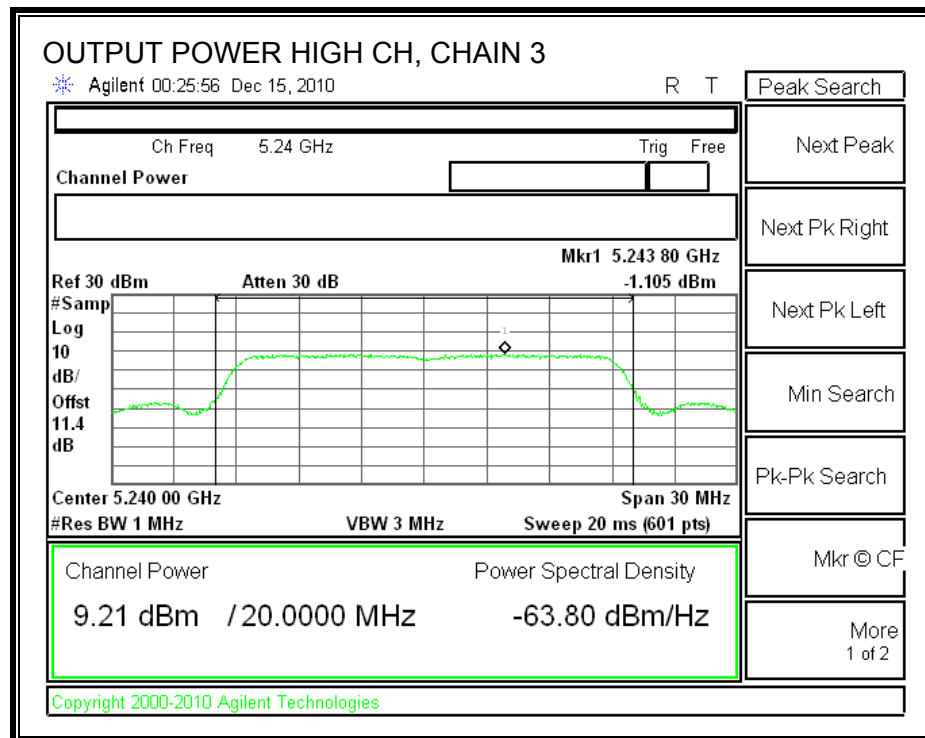 OUTPUT POWER HIGH CH, CHAIN 3
Agilent 00:25:56 Dec 15, 2010 R T
Peak Search
Ch Freq 5.24 GHz Trig Free
Channel Power
Mkr1 5.243 80 GHz
Ref 30 dBm Atten 30 dB -1.105 dBm
#Samp
Log
10
dB/
Offst
11.4
dB
1
Center 5.240 00 GHz Span 30 MHz
#Res BW 1 MHz VBW 3 MHz Sweep 20 ms (601 pts)
Channel Power Power Spectral Density
9.21 dBm / 20.0000 MHz -63.80 dBm/Hz
Copyright 2000-2010 Agilent Technologies
Next Peak
Next Pk Right
Next Pk Left
Min Search
Pk-Pk Search
Mkr © CF
More
1 of 2